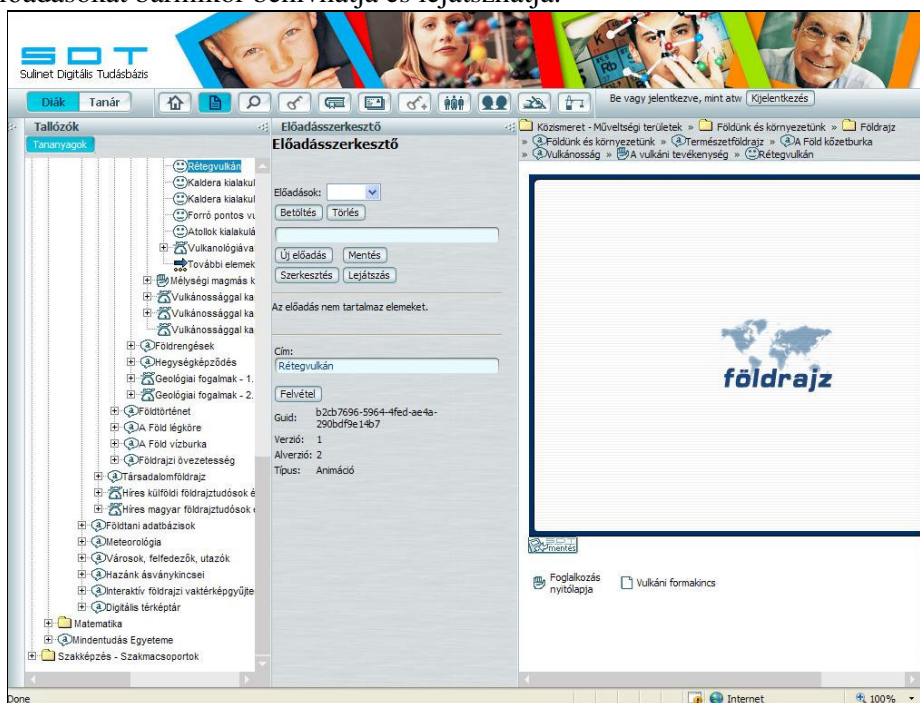 előadásokat bármikor behívhatja és lejátszhatja.
SDT
Sulinet Digitális Tudásbázis
Diák Tanár
Be vagy jelentkezve, mint atw Kijelentkezés
Tallózók
Tananyagok
Rétegvulkán
Kaldera kialakul
Kaldera kialakul
Forró pontos vu
Atollok kialakulá
Vulkanológiáva
További elemek
Mélységi magmás k
Vulkánossággal ka
Vulkánossággal ka
Vulkánossággal ka
Földrengések
Hegységképződés
Geológiai fogalmak - 1.
Geológiai fogalmak - 2.
Földtörténet
A Föld légköre
A Föld vízburka
Földrajzi övezetesség
Társadalomföldrajz
Híres külföldi földrajztudósok é
Híres magyar földrajztudósok é
Földtani adatbázisok
Meteorológia
Városok, felfedezők, utazók
Hazánk ásványkincsei
Interaktív földrajzi vaktérképgyűjte
Digitális térképtár
Matematika
Mindentudás Egyeteme
Szakképzés - Szakmacsoportok
Előadásszerkesztő
Előadásszerkesztő
Előadások:
Betöltés Törlés
Új előadás Mentés
Szerkesztés Lejátszás
Az előadás nem tartalmaz elemeket.
Cím:
Rétegvulkán
Felvétel
Guid: b2cb7696-5964-4fed-ae4a-
290bdf9e14b7
Verzió: 1
Alverzió: 2
Típus: Animáció
Közismeret - Műveltségi területek » Földünk és környezetünk » Földrajz
» Földünk és környezetünk » Természetföldrajz » A Föld kőzetburka
» Vulkánosság » A vulkáni tevékenység » Rétegvulkán
földrajz
SDT
mentés
Foglalkozás
nyitólapja
Vulkáni formakincs
Done
Internet
100%